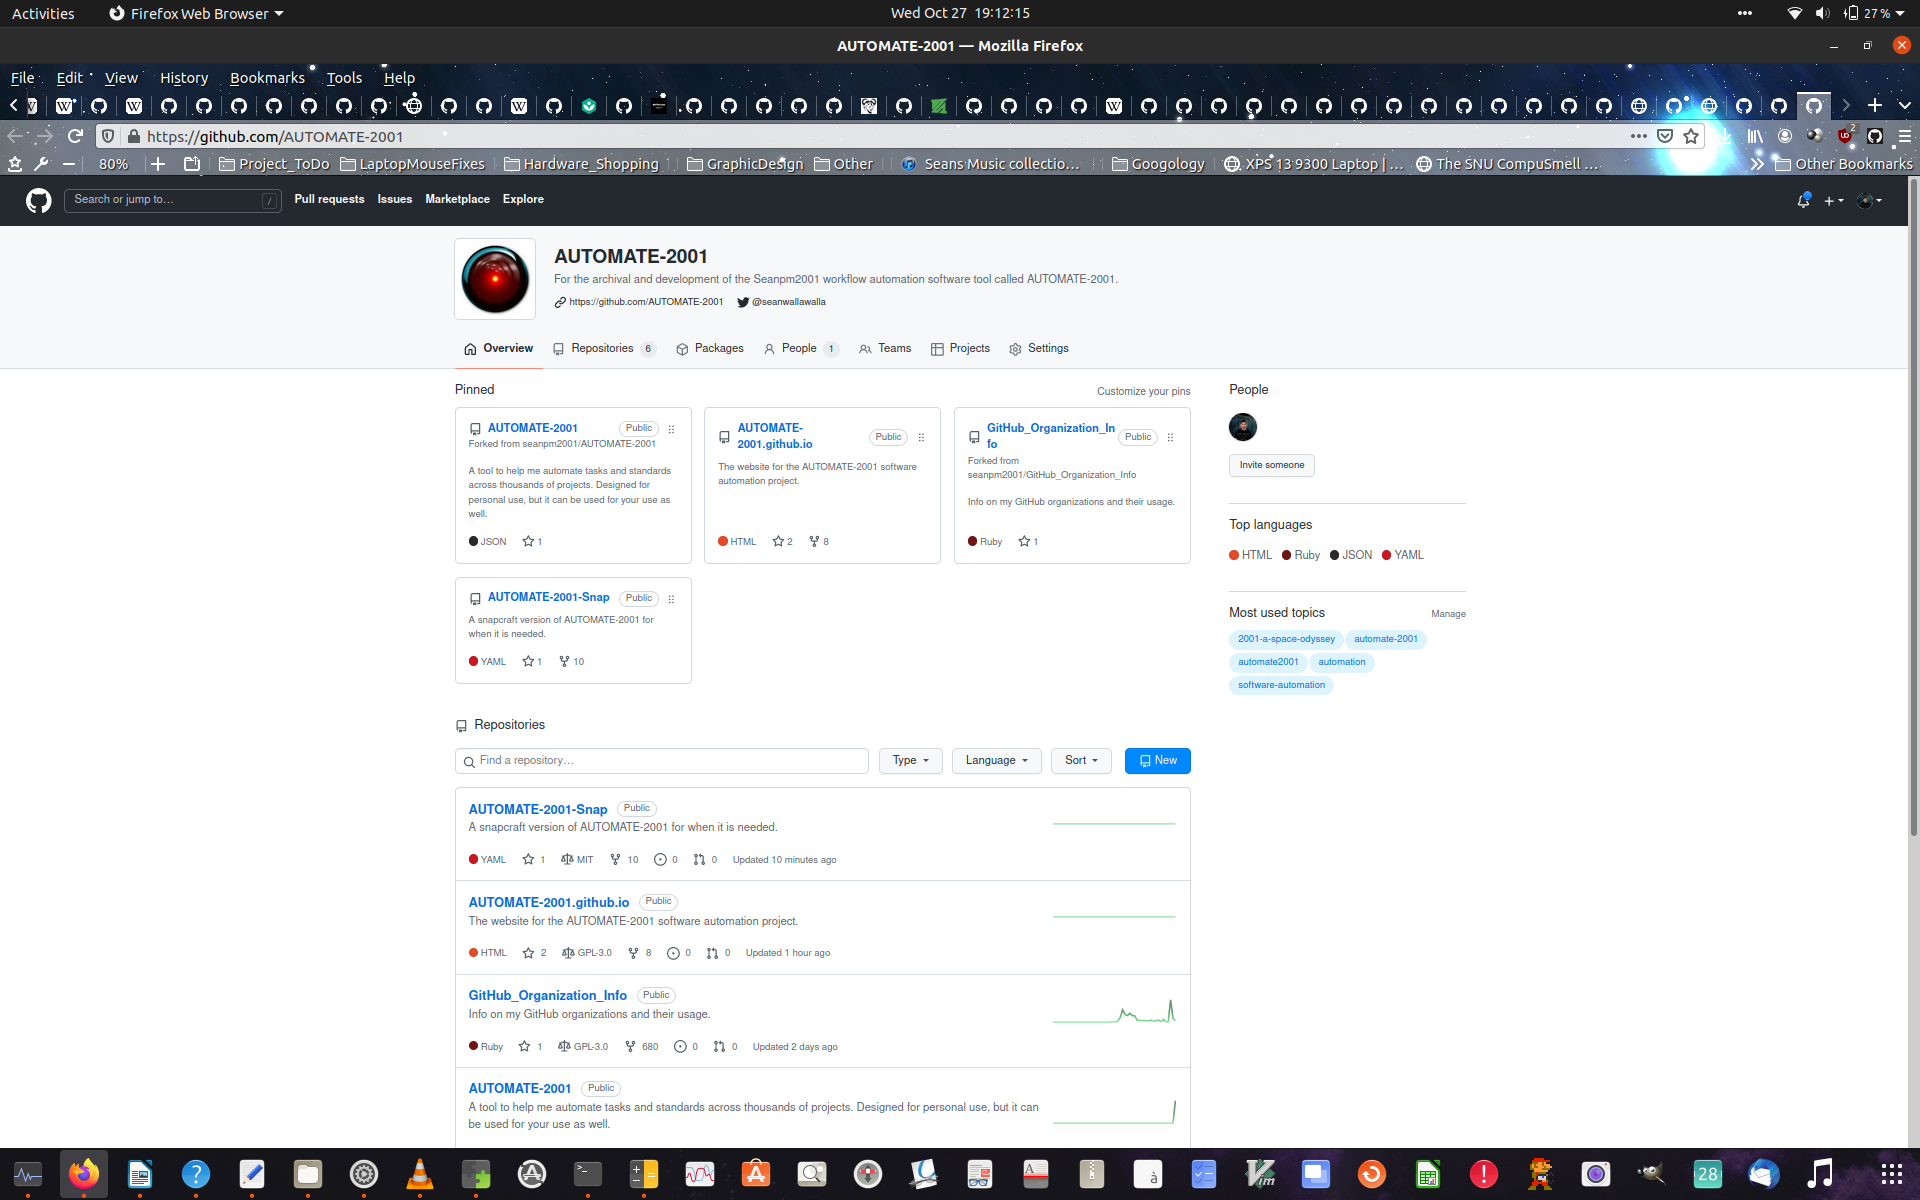 Activities
Firefox Web Browser
Wed Oct 27 19:12:15
27 %
AUTOMATE-2001 — Mozilla Firefox
File Edit View History Bookmarks Tools Help
https://github.com/AUTOMATE-2001
2
80%
Project_ToDo
LaptopMouseFixes
Hardware_Shopping
GraphicDesign
Other
Seans Music collectio…
Googology
XPS 13 9300 Laptop | …
The SNU CompuSmell …
Other Bookmarks
Search or jump to…
/
Pull requests Issues Marketplace Explore
AUTOMATE-2001
For the archival and development of the Seanpm2001 workflow automation software tool called AUTOMATE-2001.
https://github.com/AUTOMATE-2001 @seanwallawalla
Overview Repositories 6 Packages People 1 Teams Projects Settings
Pinned
Customize your pins
AUTOMATE-2001 Public
Forked from seanpm2001/AUTOMATE-2001
A tool to help me automate tasks and standards
across thousands of projects. Designed for
personal use, but it can be used for your use as
well.
JSON 1
AUTOMATE-
2001.github.io
Public
The website for the AUTOMATE-2001 software
automation project.
HTML 2 8
GitHub_Organization_In
fo
Public
Forked from
seanpm2001/GitHub_Organization_Info
Info on my GitHub organizations and their usage.
Ruby 1
AUTOMATE-2001-Snap Public
A snapcraft version of AUTOMATE-2001 for
when it is needed.
YAML 1 10
People
Invite someone
Top languages
HTML Ruby JSON YAML
Most used topics
Manage
2001-a-space-odyssey automate-2001
automate2001 automation
software-automation
Repositories
Find a repository…
Type Language Sort New
AUTOMATE-2001-Snap Public
A snapcraft version of AUTOMATE-2001 for when it is needed.
YAML 1 MIT 10 0 0 Updated 10 minutes ago
AUTOMATE-2001.github.io Public
The website for the AUTOMATE-2001 software automation project.
HTML 2 GPL-3.0 8 0 0 Updated 1 hour ago
GitHub_Organization_Info Public
Info on my GitHub organizations and their usage.
Ruby 1 GPL-3.0 680 0 0 Updated 2 days ago
AUTOMATE-2001 Public
A tool to help me automate tasks and standards across thousands of projects. Designed for personal use, but it can
be used for your use as well.
28